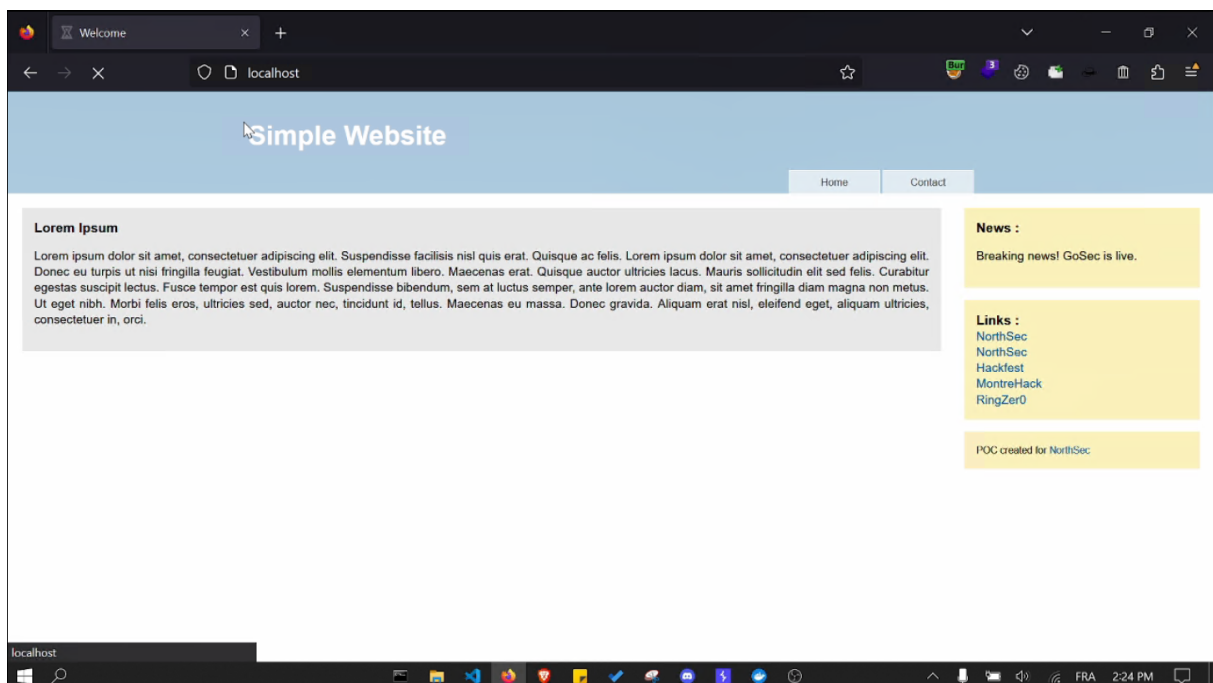 Welcome
localhost
Bur
3
Simple Website
Home
Contact
Lorem Ipsum
Lorem ipsum dolor sit amet, consectetuer adipiscing elit. Suspendisse facilisis nisl quis erat. Quisque ac felis. Lorem ipsum dolor sit amet, consectetuer adipiscing elit.
Donec eu turpis ut nisi fringilla feugiat. Vestibulum mollis elementum libero. Maecenas erat. Quisque auctor ultricies lacus. Mauris sollicitudin elit sed felis. Curabitur
egestas suscipit lectus. Fusce tempor est quis lorem. Suspendisse bibendum, sem at luctus semper, ante lorem auctor diam, sit amet fringilla diam magna non metus.
Ut eget nibh. Morbi felis eros, ultricies sed, auctor nec, tincidunt id, tellus. Maecenas eu massa. Donec gravida. Aliquam erat nisl, eleifend eget, aliquam ultricies,
consectetuer in, orci.
News :
Breaking news! GoSec is live.
Links :
NorthSec
NorthSec
Hackfest
MontreHack
RingZer0
POC created for NorthSec
localhost
FRA 2:24 PM